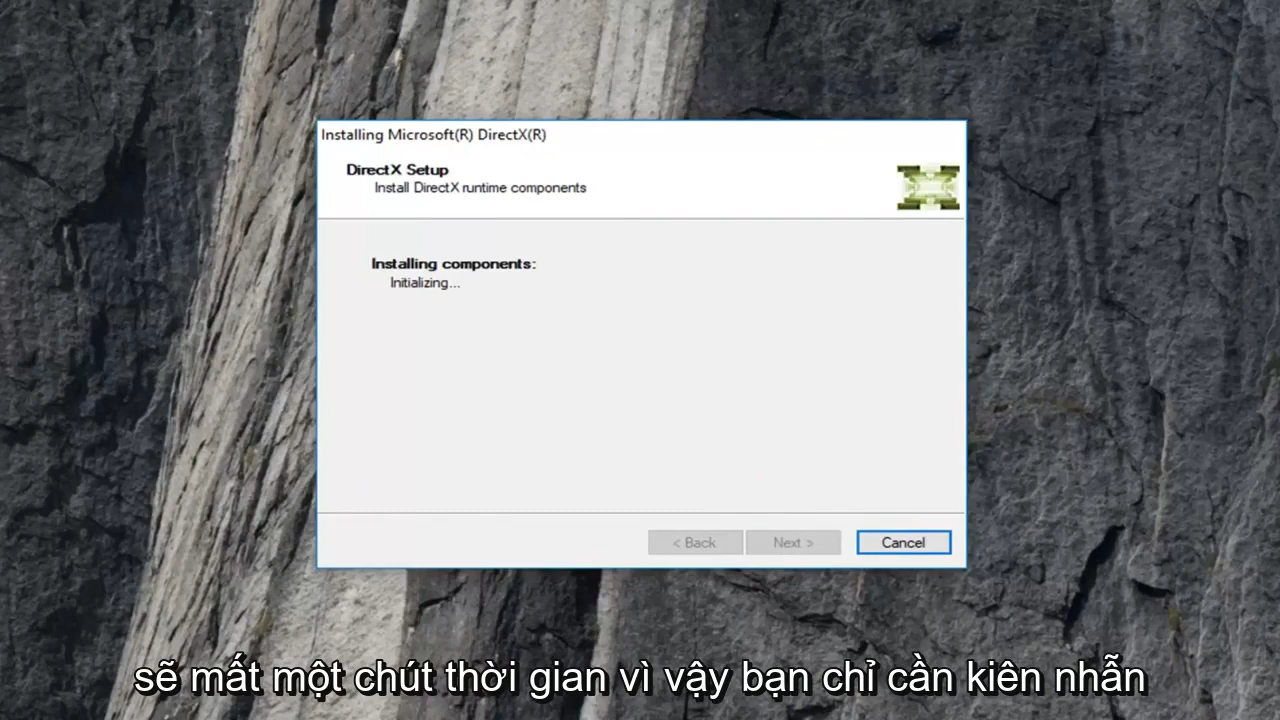 Installing Microsoft(R) DirectX(R)
DirectX Setup
Install DirectX runtime components
Installing components:
Initializing...
< Back
Next >
Cancel
sẽ mất một chút thời gian vì vậy bạn chỉ cần kiên nhẫn